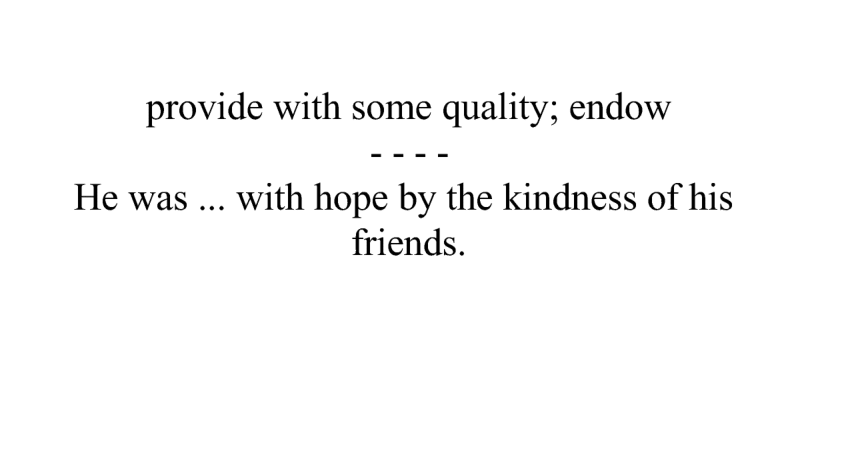 provide with some quality; endow
- - - -
He was ... with hope by the kindness of his
friends.